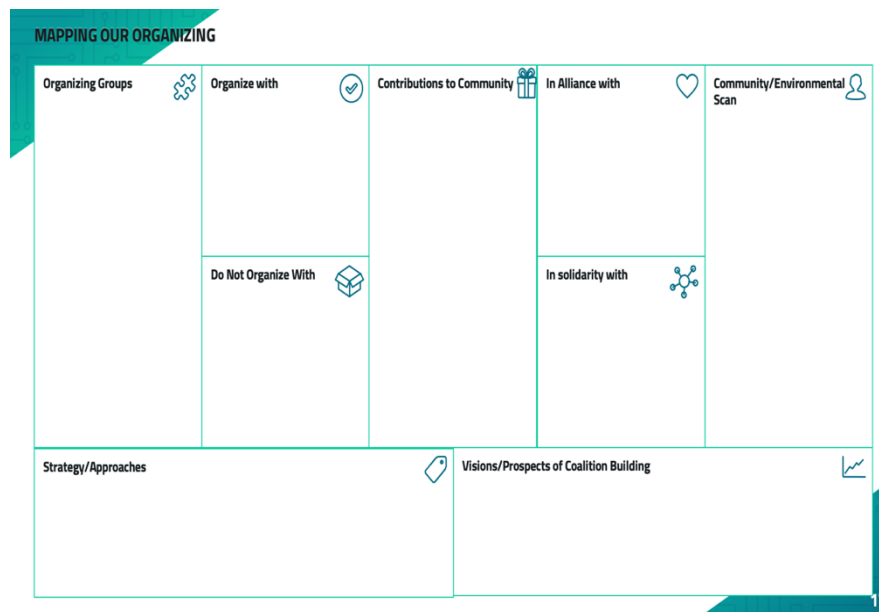 MAPPING OUR ORGANIZING
Organizing Groups
Organize with
Contributions to Community
In Alliance with
Community/Environmental
Scan
Do Not Organize With
In solidarity with
Strategy/Approaches
Visions/Prospects of Coalition Building
1